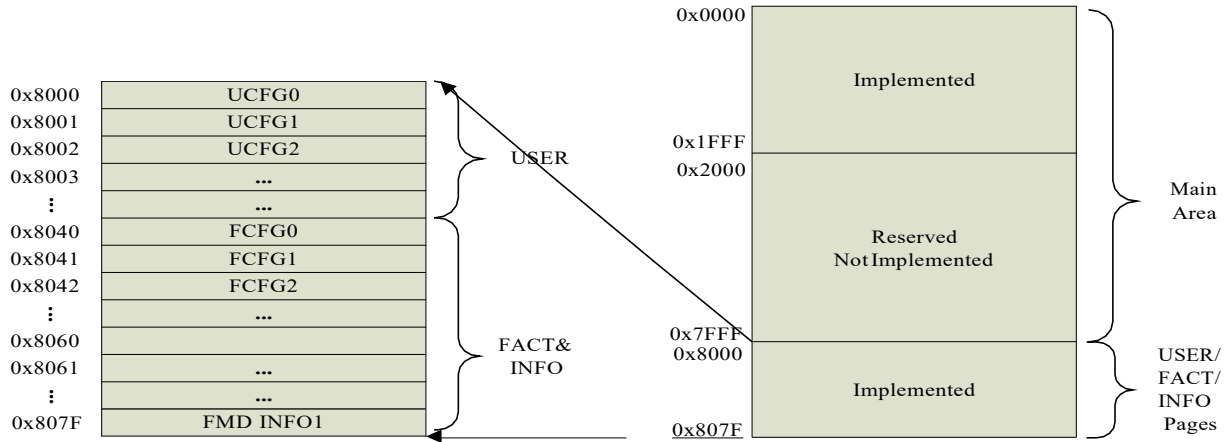 0x8000 UCFG0
0x8001 UCFG1
0x8002 UCFG2
0x8003 ...
⋮ ...
0x8040 FCFG0
0x8041 FCFG1
0x8042 FCFG2
⋮ ...
0x8060
0x8061 ...
⋮ ...
0x807F FMD INFO1
USER
FACT&
INFO
0x0000
Implemented
0x1FFF
0x2000
Reserved
Not Implemented
0x7FFF
0x8000
Implemented
0x807F
Main
Area
USER/
FACT/
INFO
Pages